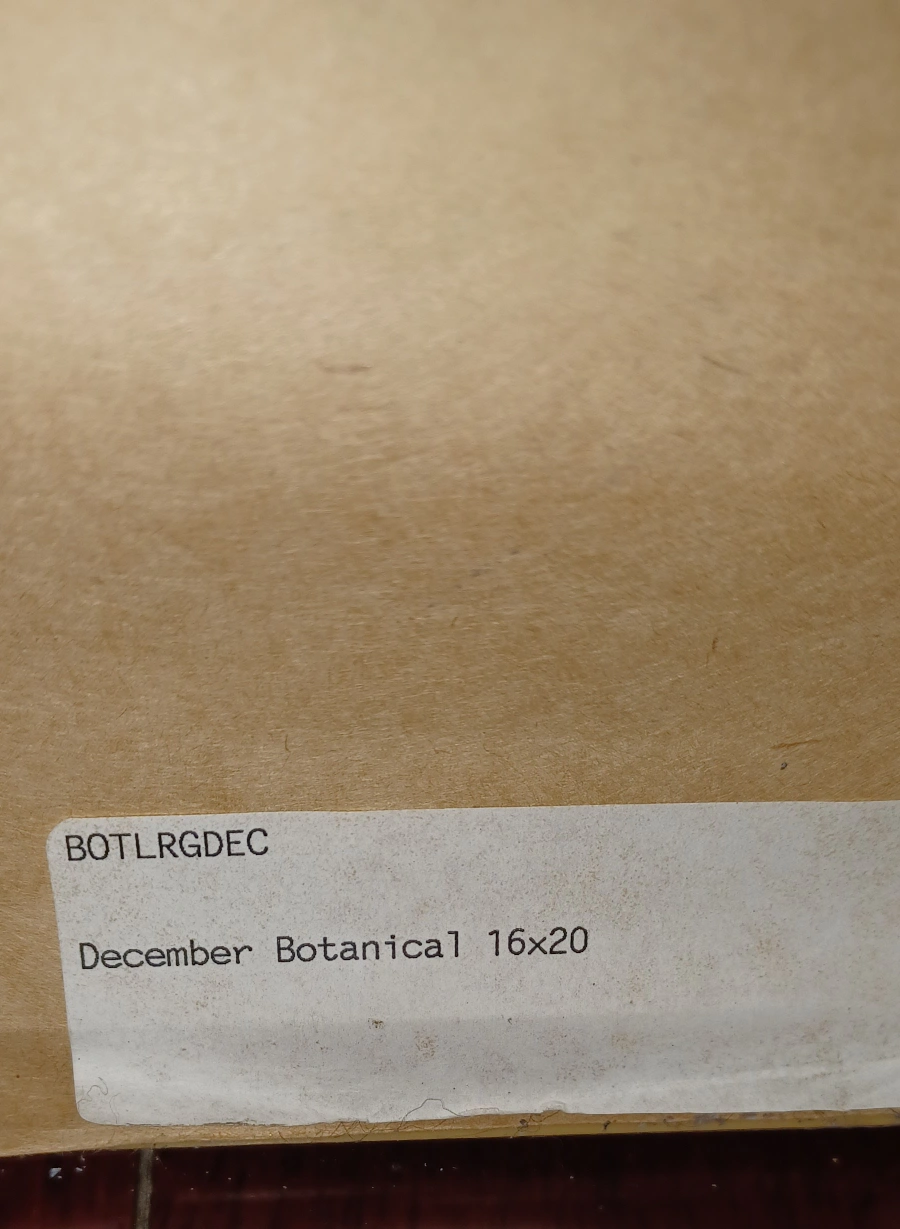 BOTLRGDEC
December Botanical 16x20